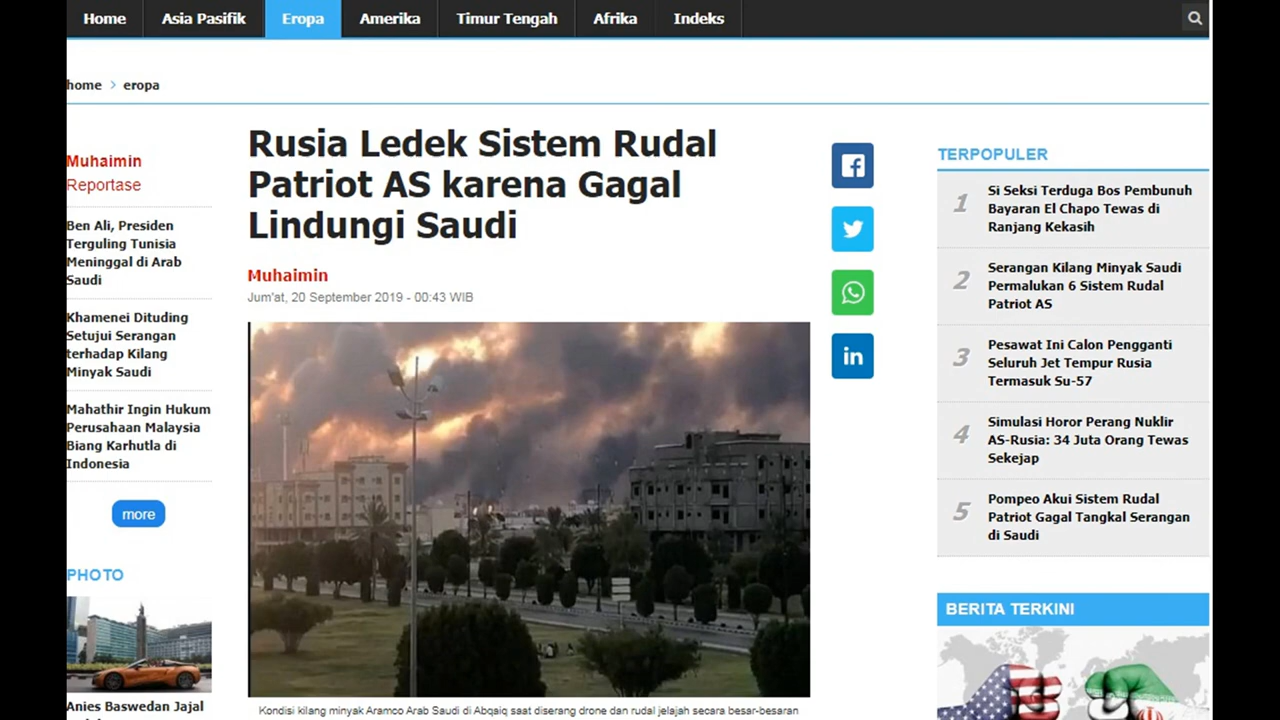 Home Asia Pasifik Eropa Amerika Timur Tengah Afrika Indeks
home > eropa
Muhaimin
Reportase
Ben Ali, Presiden
Terguling Tunisia
Meninggal di Arab
Saudi
Khamenei Dituding
Setujui Serangan
terhadap Kilang
Minyak Saudi
Mahathir Ingin Hukum
Perusahaan Malaysia
Biang Karhutla di
Indonesia
more
PHOTO
Anies Baswedan Jajal
Rusia Ledek Sistem Rudal
Patriot AS karena Gagal
Lindungi Saudi
Muhaimin
Jum'at, 20 September 2019 - 00:43 WIB
Kondisi kilang minyak Aramco Arab Saudi di Abqaiq saat diserang drone dan rudal jelajah secara besar-besaran
in
TERPOPULER
1
Si Seksi Terduga Bos Pembunuh
Bayaran El Chapo Tewas di
Ranjang Kekasih
2
Serangan Kilang Minyak Saudi
Permalukan 6 Sistem Rudal
Patriot AS
3
Pesawat Ini Calon Pengganti
Seluruh Jet Tempur Rusia
Termasuk Su-57
4
Simulasi Horor Perang Nuklir
AS-Rusia: 34 Juta Orang Tewas
Sekejap
5
Pompeo Akui Sistem Rudal
Patriot Gagal Tangkal Serangan
di Saudi
BERITA TERKINI